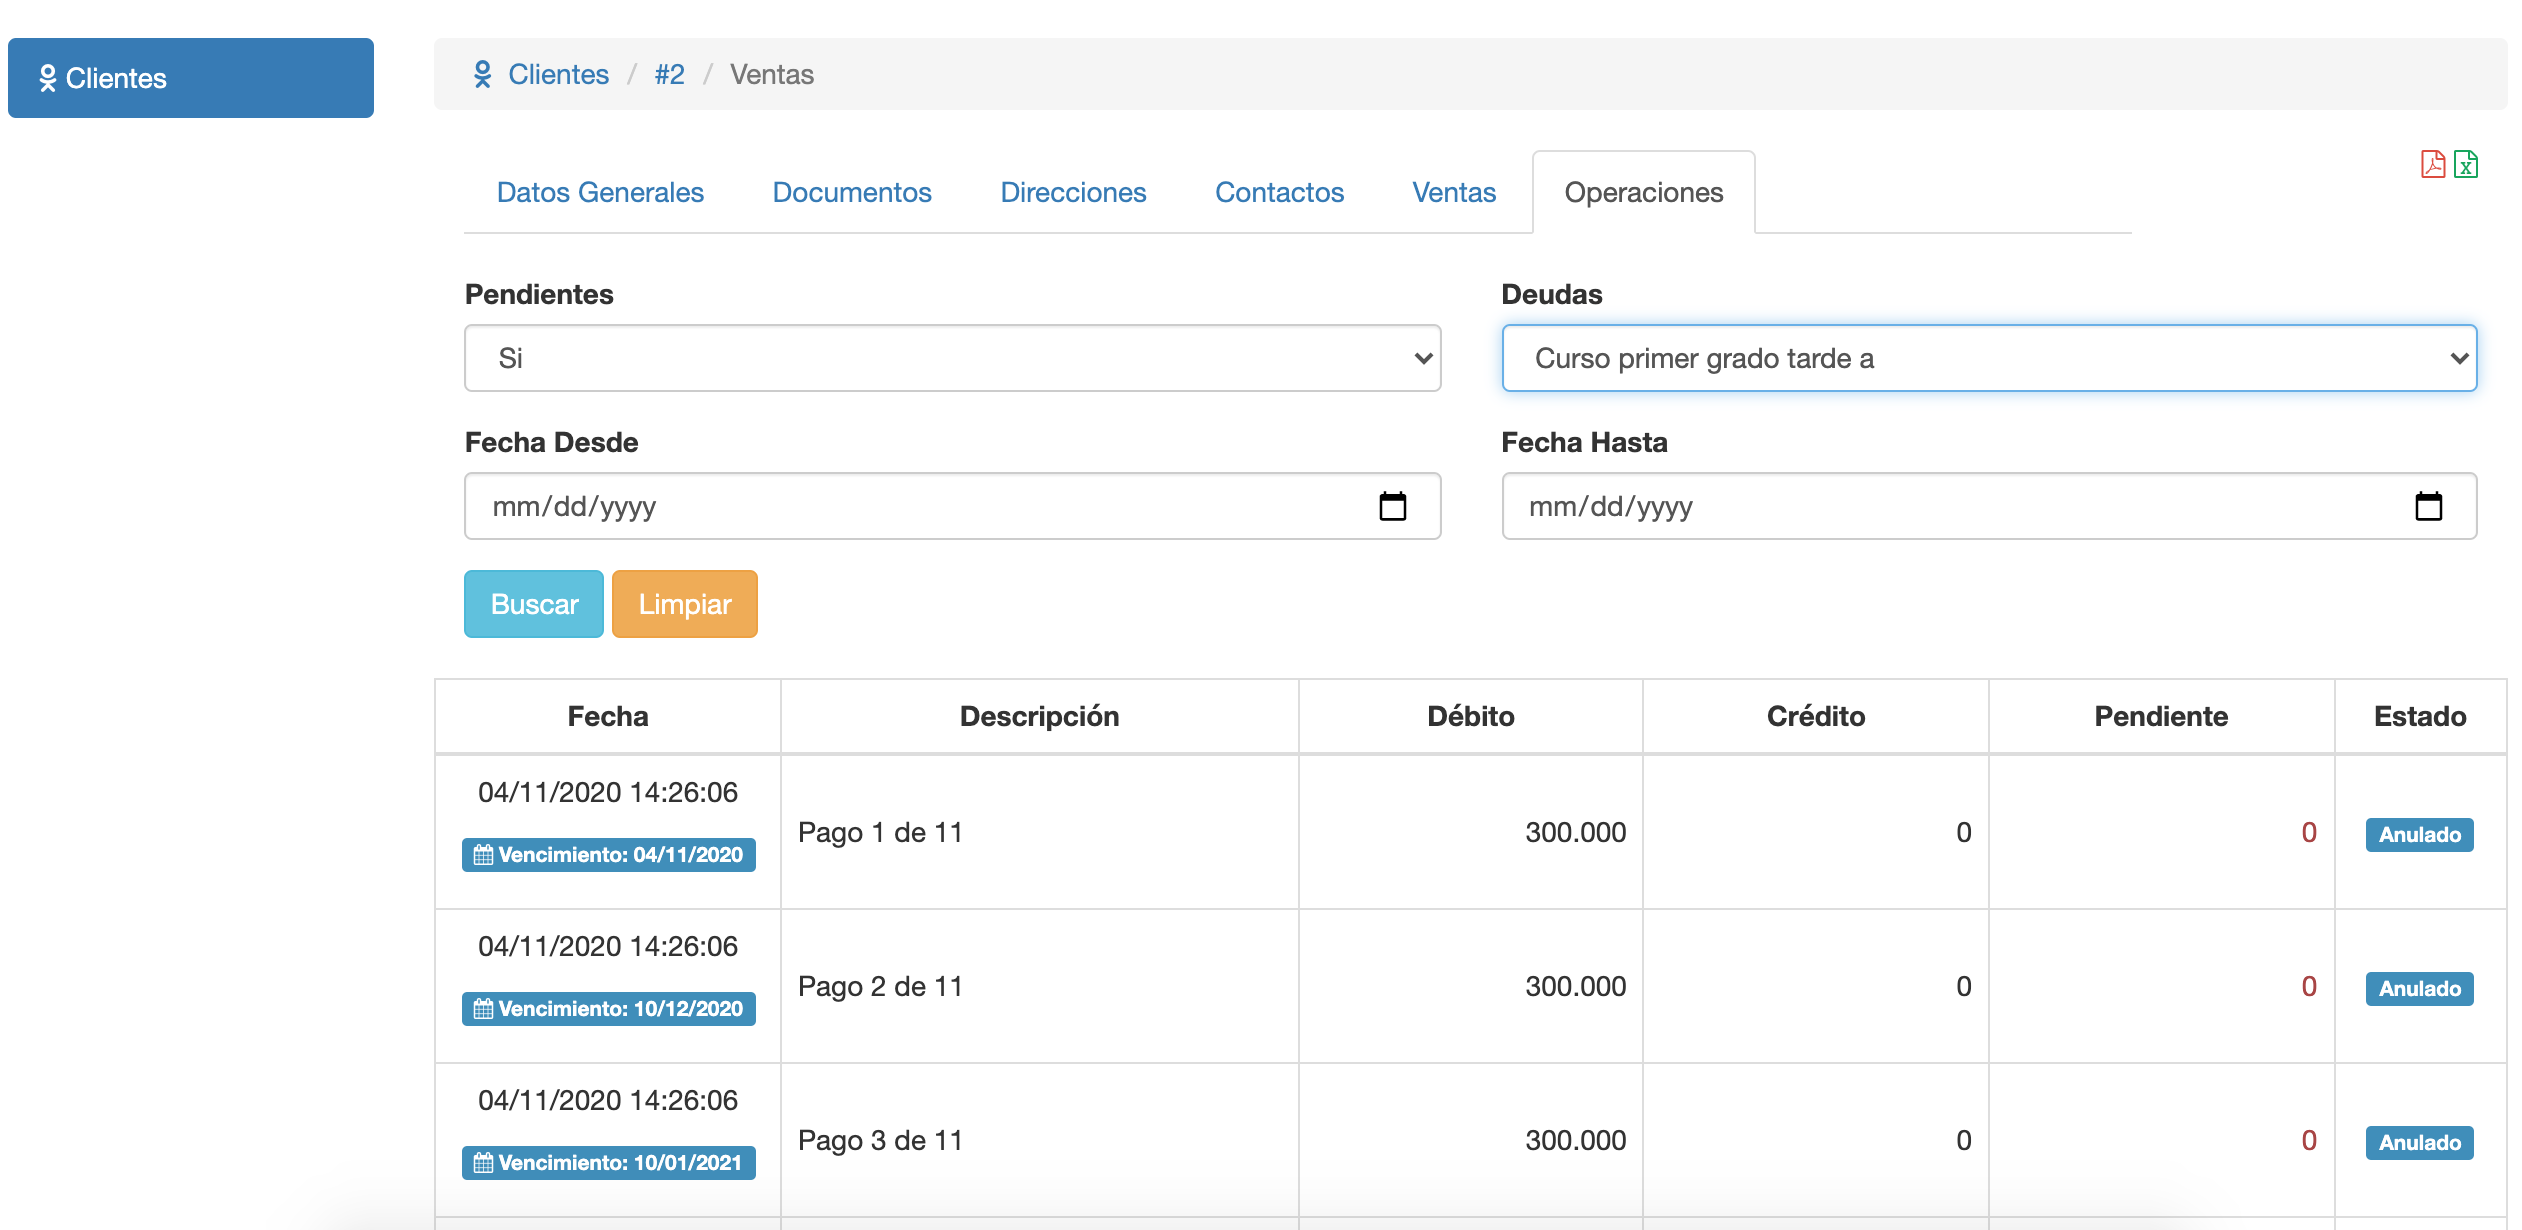 Clientes
Clientes / #2 / Ventas
Datos Generales Documentos Direcciones Contactos Ventas Operaciones
Pendientes Deudas
Si Curso primer grado tarde a
Fecha Desde Fecha Hasta
mm/dd/yyyy mm/dd/yyyy
Buscar Limpiar
Fecha Descripción Débito Crédito Pendiente Estado
04/11/2020 14:26:06
Pago 1 de 11 300.000 0 0 Anulado
Vencimiento: 04/11/2020
04/11/2020 14:26:06
Pago 2 de 11 300.000 0 0 Anulado
Vencimiento: 10/12/2020
04/11/2020 14:26:06
Pago 3 de 11 300.000 0 0 Anulado
Vencimiento: 10/01/2021